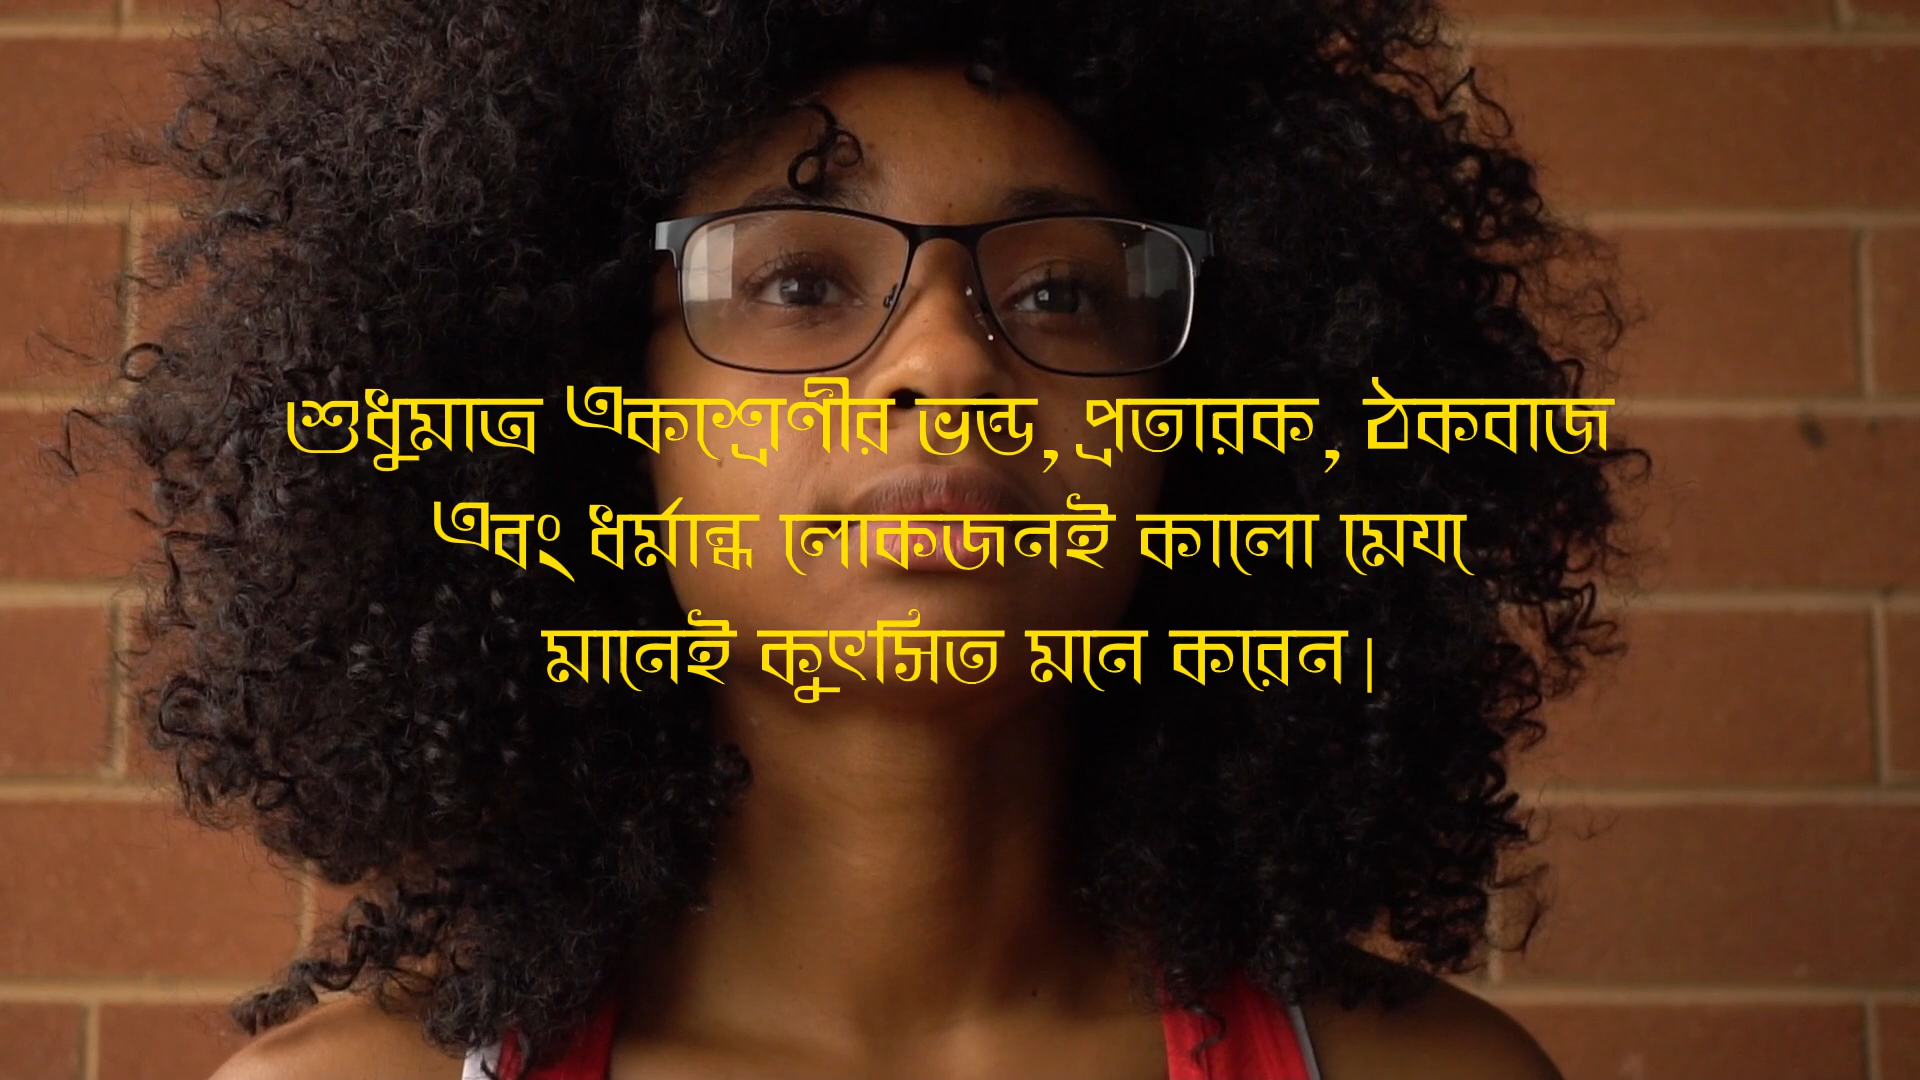 শুধুমাত্র একশ্রেণীর ভন্ড, প্রতারক, ঠকবাজ
এবং ধর্মান্ধ লোকজনই কালো মেয়ে
মানেই কুৎসিত মনে করেন।